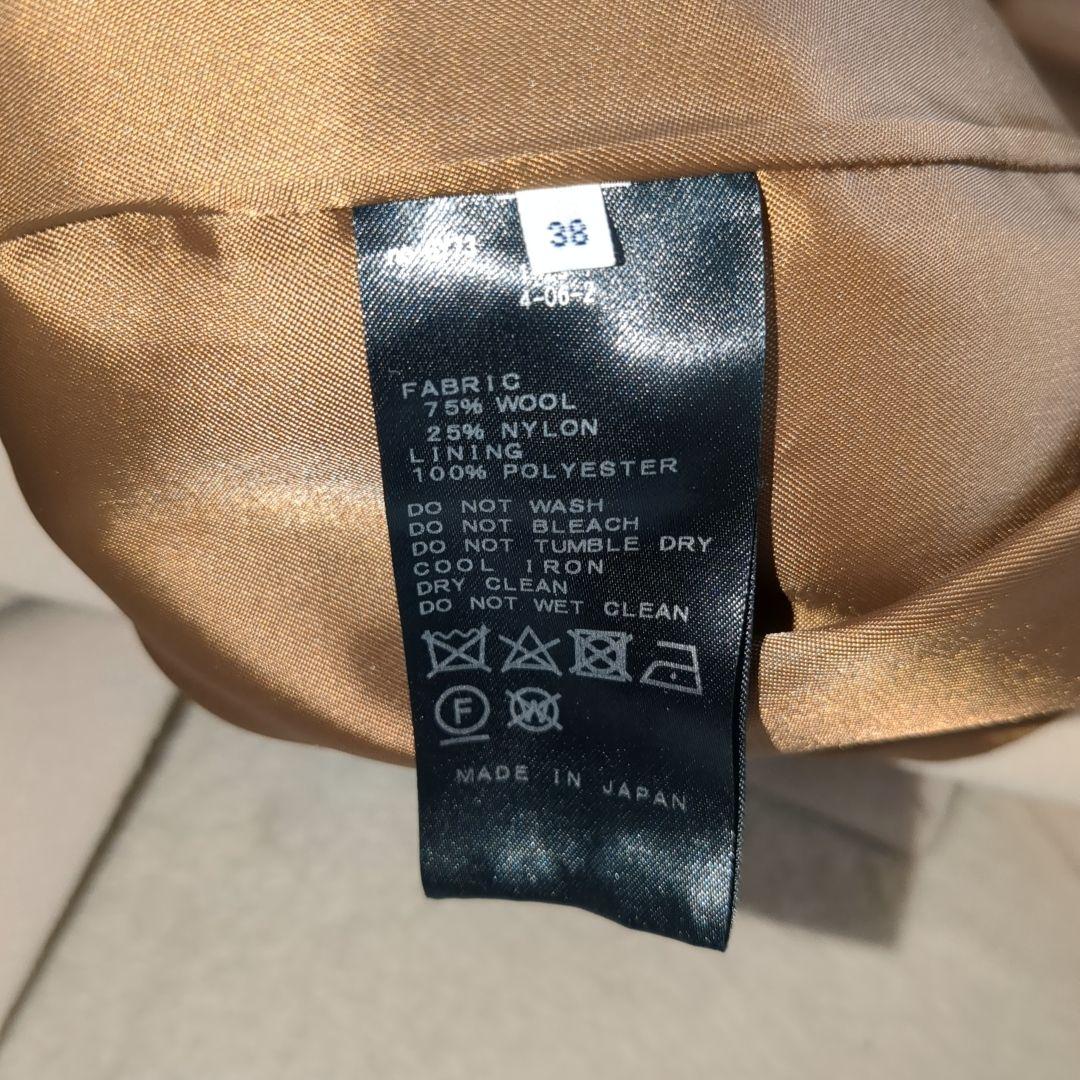 38
4-06-2
FABRIC
75% WOOL
25% NYLON
LINING
100% POLYESTER
DO NOT WASH
DO NOT BLEACH
DO NOT TUMBLE DRY
COOL IRON
DRY CLEAN
DO NOT WET CLEAN
F W
MADE IN JAPAN